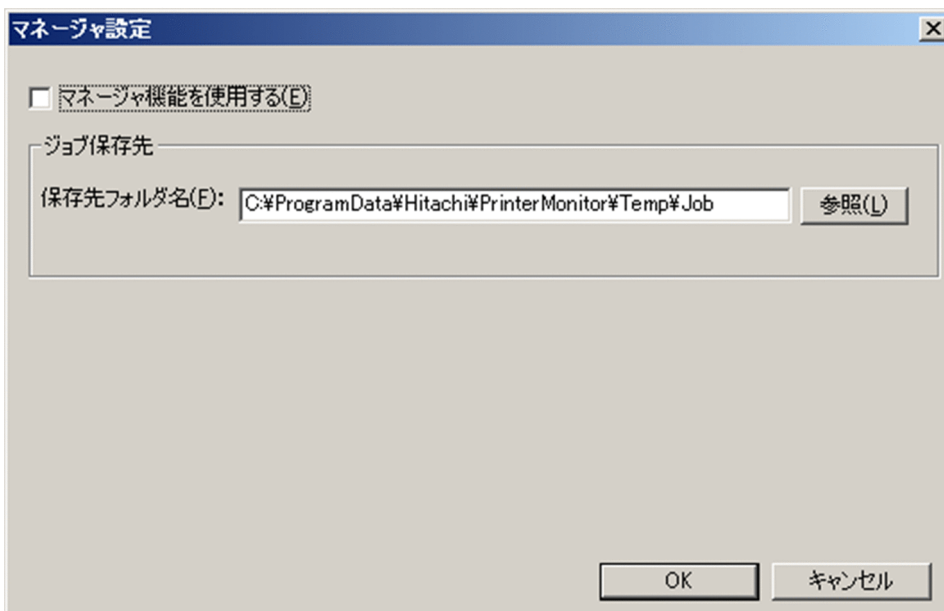 マネージャ設定
マネージャ機能を使用する(E)
ジョブ保存先
保存先フォルダ名(F): C:¥ProgramData¥Hitachi¥PrinterMonitor¥Temp¥Job 参照(L)
OK キャンセル